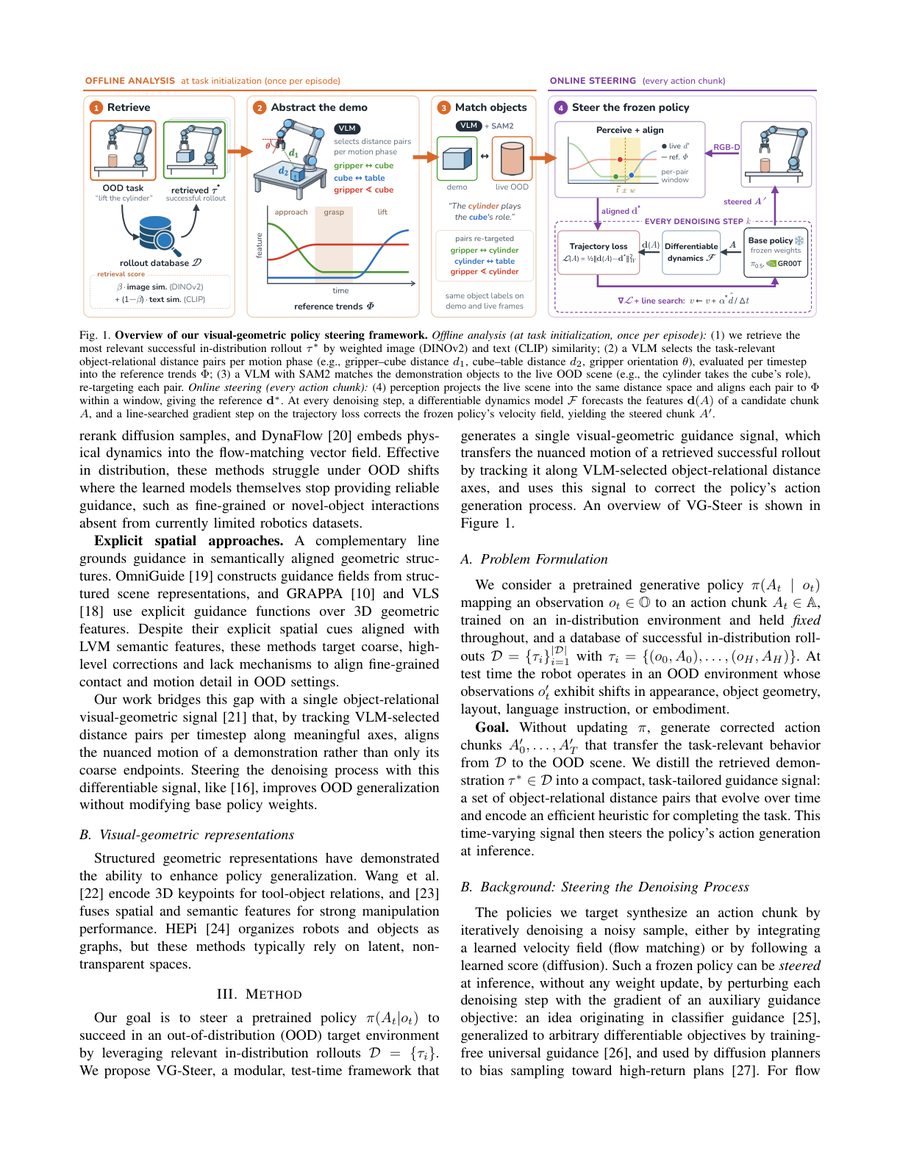 OFFLINE ANALYSIS at task initialization (once per episode)
ONLINE STEERING (every action chunk)
1 Retrieve
OOD task
"lift the cylinder"
retrieved τ*
successful rollout
rollout database 𝒟
retrieval score
β · image sim. (DINOv2)
+ (1−β) · text sim. (CLIP)
2 Abstract the demo
θ
d1
d2
VLM
selects distance pairs
per motion phase
gripper ↔ cube
cube ↔ table
gripper ∢ cube
approach grasp lift
feature
time
reference trends Φ
3 Match objects
VLM + SAM2
↔
demo live OOD
"The cylinder plays
the cube's role."
pairs re-targeted
gripper ↔ cylinder
cylinder ↔ table
gripper ∢ cylinder
same object labels on
demo and live frames
4 Steer the frozen policy
Perceive + align
live d
ref. Φ
per-pair
window
RGB-D
aligned d*
steered A′
EVERY DENOISING STEP k
Trajectory loss
d(A)
Differentiable
dynamics ℱ
A
Base policy
frozen weights
π0.5, GR00T
Fig. 1. Overview of our visual-geometric policy steering framework. Offline analysis (at task initialization, once per episode): (1) we retrieve the
most relevant successful in-distribution rollout τ* by weighted image (DINOv2) and text (CLIP) similarity; (2) a VLM selects the task-relevant
object-relational distance pairs per motion phase (e.g., gripper–cube distance d1, cube–table distance d2, gripper orientation θ), evaluated per timestep
into the reference trends Φ; (3) a VLM with SAM2 matches the demonstration objects to the live OOD scene (e.g., the cylinder takes the cube's role),
re-targeting each pair. Online steering (every action chunk): (4) perception projects the live scene into the same distance space and aligns each pair to Φ
within a window, giving the reference d*. At every denoising step, a differentiable dynamics model ℱ forecasts the features d(A) of a candidate chunk
A, and a line-searched gradient step on the trajectory loss corrects the frozen policy's velocity field, yielding the steered chunk A′.
rerank diffusion samples, and DynaFlow [20] embeds phys-
ical dynamics into the flow-matching vector field. Effective
in distribution, these methods struggle under OOD shifts
where the learned models themselves stop providing reliable
guidance, such as fine-grained or novel-object interactions
absent from currently limited robotics datasets.
Explicit spatial approaches. A complementary line
grounds guidance in semantically aligned geometric struc-
tures. OmniGuide [19] constructs guidance fields from struc-
tured scene representations, and GRAPPA [10] and VLS
[18] use explicit guidance functions over 3D geometric
features. Despite their explicit spatial cues aligned with
LVM semantic features, these methods target coarse, high-
level corrections and lack mechanisms to align fine-grained
contact and motion detail in OOD settings.
Our work bridges this gap with a single object-relational
visual-geometric signal [21] that, by tracking VLM-selected
distance pairs per timestep along meaningful axes, aligns
the nuanced motion of a demonstration rather than only its
coarse endpoints. Steering the denoising process with this
differentiable signal, like [16], improves OOD generalization
without modifying base policy weights.
B. Visual-geometric representations
Structured geometric representations have demonstrated
the ability to enhance policy generalization. Wang et al.
[22] encode 3D keypoints for tool-object relations, and [23]
fuses spatial and semantic features for strong manipulation
performance. HEPi [24] organizes robots and objects as
graphs, but these methods typically rely on latent, non-
transparent spaces.
III. METHOD
Our goal is to steer a pretrained policy π(At|ot) to
succeed in an out-of-distribution (OOD) target environment
by leveraging relevant in-distribution rollouts 𝒟 = {τi}.
We propose VG-Steer, a modular, test-time framework that
generates a single visual-geometric guidance signal, which
transfers the nuanced motion of a retrieved successful rollout
by tracking it along VLM-selected object-relational distance
axes, and uses this signal to correct the policy's action
generation process. An overview of VG-Steer is shown in
Figure 1.
A. Problem Formulation
We consider a pretrained generative policy π(At | ot)
mapping an observation ot ∈ 𝕆 to an action chunk At ∈ 𝔸,
trained on an in-distribution environment and held fixed
throughout, and a database of successful in-distribution roll-
outs 𝒟 = {τi}|𝒟|i=1 with τi = {(o0, A0), . . . , (oH, AH)}. At
test time the robot operates in an OOD environment whose
observations o′t exhibit shifts in appearance, object geometry,
layout, language instruction, or embodiment.
Goal. Without updating π, generate corrected action
chunks A′0, . . . , A′T that transfer the task-relevant behavior
from 𝒟 to the OOD scene. We distill the retrieved demon-
stration τ* ∈ 𝒟 into a compact, task-tailored guidance signal:
a set of object-relational distance pairs that evolve over time
and encode an efficient heuristic for completing the task. This
time-varying signal then steers the policy's action generation
at inference.
B. Background: Steering the Denoising Process
The policies we target synthesize an action chunk by
iteratively denoising a noisy sample, either by integrating
a learned velocity field (flow matching) or by following a
learned score (diffusion). Such a frozen policy can be steered
at inference, without any weight update, by perturbing each
denoising step with the gradient of an auxiliary guidance
objective: an idea originating in classifier guidance [25],
generalized to arbitrary differentiable objectives by training-
free universal guidance [26], and used by diffusion planners
to bias sampling toward high-return plans [27]. For flow